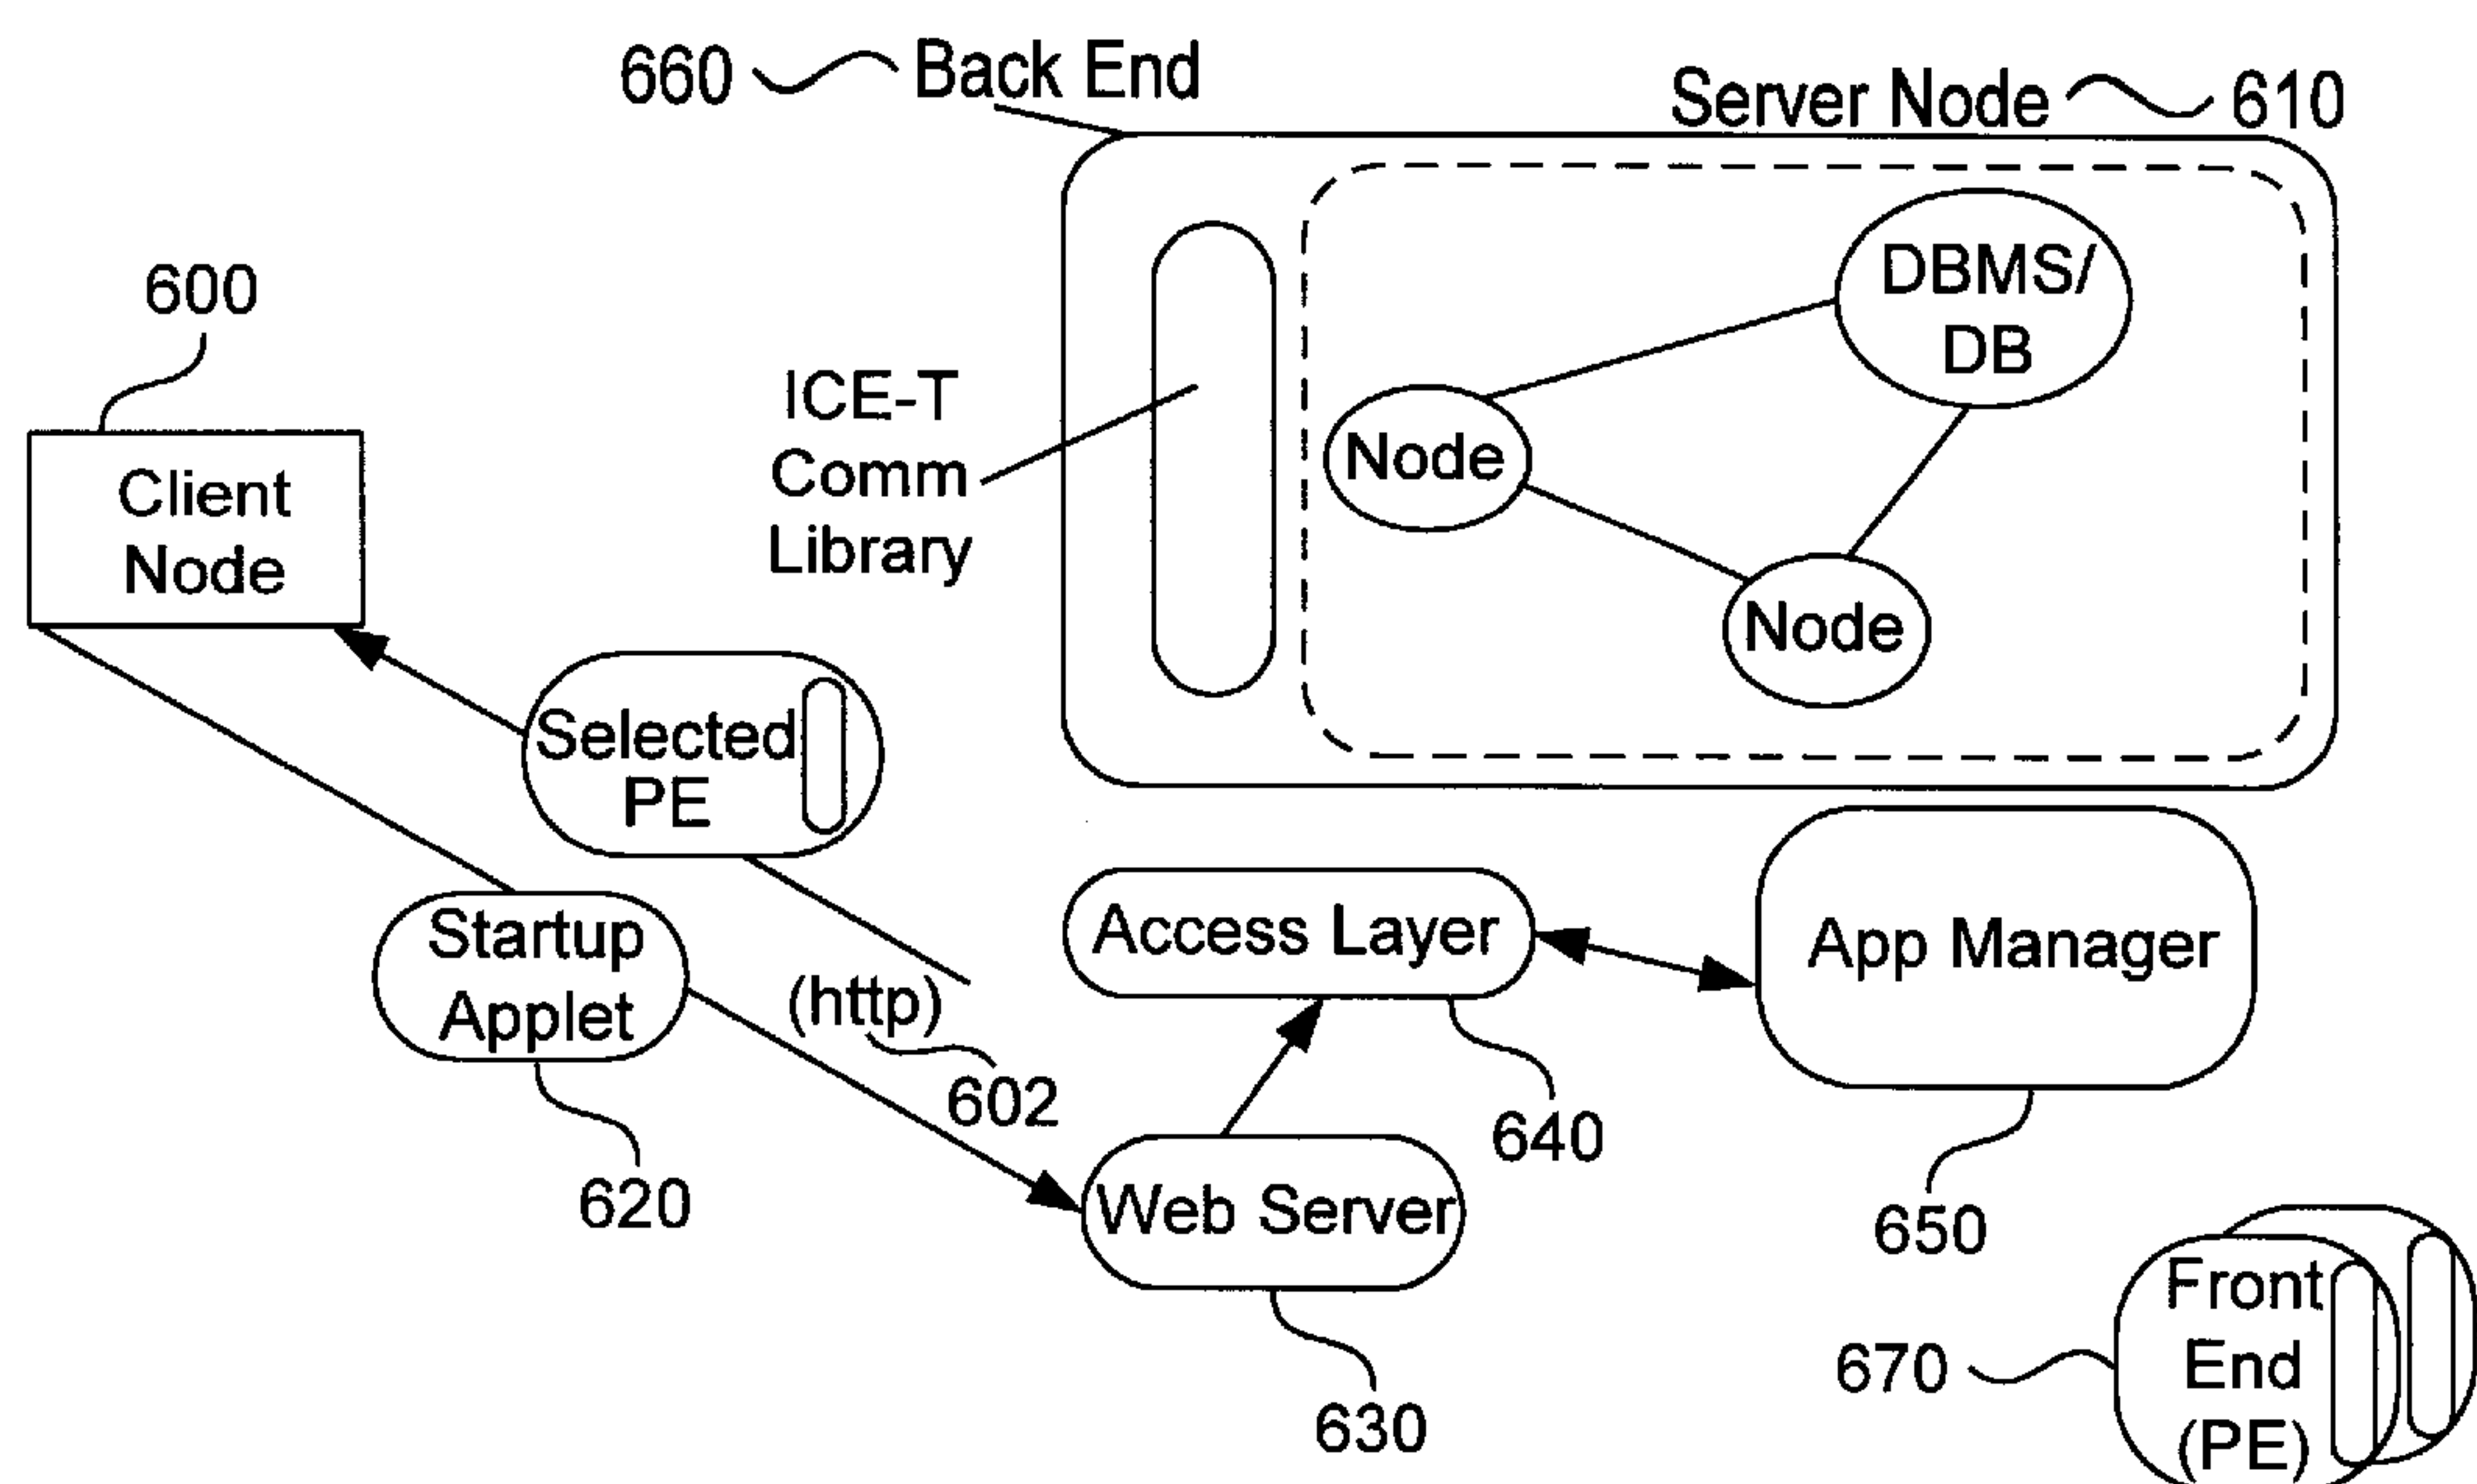 660 Back End
Server Node 610
DBMS/
DB
600
ICE-T
Comm
Library
Node
Client
Node
Node
Selected
PE
Access Layer
App Manager
Startup
Applet
(http)
602
640
620
Web Server
650
630
670
Front
End
(PE)